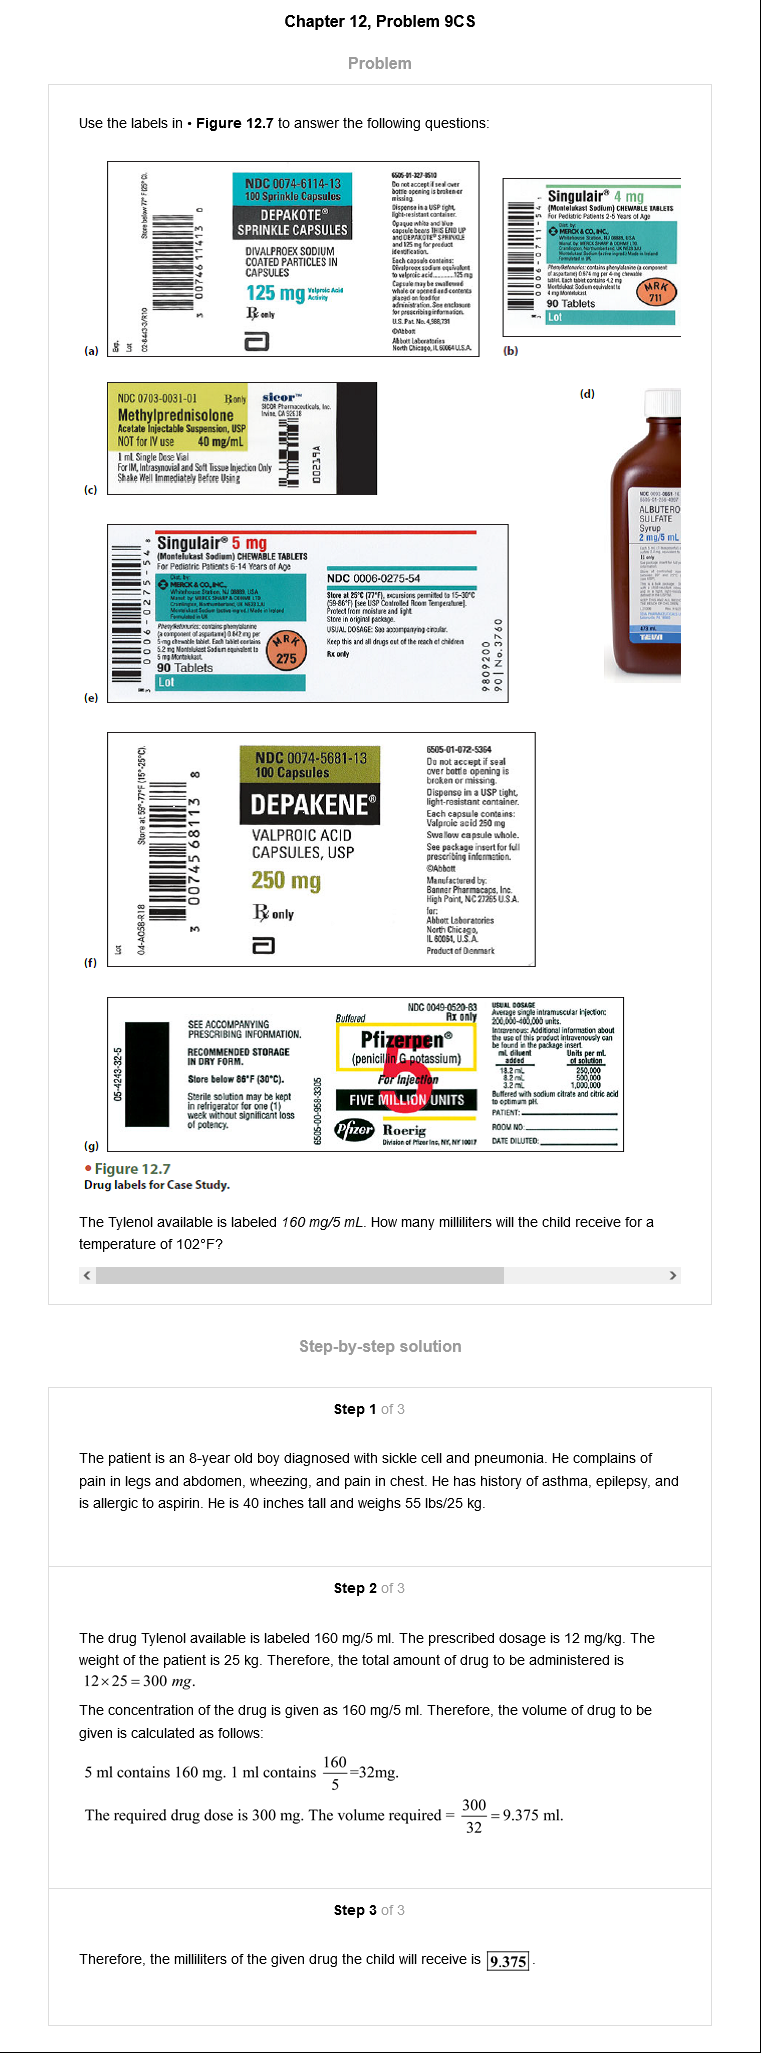 Chapter 12, Problem 9CS
Problem
Use the labels in • Figure 12.7 to answer the following questions:
Store below 77° F (25° C).
Exp.
Lot
02-8443-3/R10
3 00746 11413 0
NDC 0074-6114-13
100 Sprinkle Capsules
DEPAKOTE®
SPRINKLE CAPSULES
DIVALPROEX SODIUM
COATED PARTICLES IN
CAPSULES
125 mg Valproic Acid
Activity
Rx only
6505-01-327-9510
Do not accept if seal over
bottle opening is broken or
missing.
Dispense in a USP tight,
light-resistant container.
Opaque white and blue
capsule bears THIS END UP
and DEPAKOTE® SPRINKLE
and 125 mg for product
identification.
Each capsule contains:
Divalproex sodium equivalent
to valproic acid..........125 mg
Capsule may be swallowed
whole or opened and contents
placed on food for
administration. See enclosure
for prescribing information.
U.S. Pat. No. 4,988,731
©Abbott
Abbott Laboratories
North Chicago, IL 60064 U.S.A.
(a)
Singulair® 4 mg
(Montelukast Sodium) CHEWABLE TABLETS
For Pediatric Patients 2-5 Years of Age
Dist. by:
MERCK & CO., INC.,
Whitehouse Station, NJ 08889, USA
MRK
711
90 Tablets
Lot
(b)
NDC 0703-0031-01 Rx only
Methylprednisolone
Acetate Injectable Suspension, USP
NOT for IV use 40 mg/mL
1 mL Single Dose Vial
For IM, Intrasynovial and Soft Tissue Injection Only
Shake Well Immediately Before Using
sicor™
SICOR Pharmaceuticals, Inc.
Irvine, CA 92618
(c)
(d)
ALBUTERO
SULFATE
Syrup
2 mg/5 mL
473 mL
TEVA
3 0006-0275-54 6
Singulair® 5 mg
(Montelukast Sodium) CHEWABLE TABLETS
For Pediatric Patients 6-14 Years of Age
Dist. by:
MERCK & CO., INC.,
Whitehouse Station, NJ 08889, USA
Phenylketonurics: contains phenylalanine
(a component of aspartame) 0.842 mg per
5-mg chewable tablet. Each tablet contains
5.2 mg Montelukast Sodium equivalent to
5 mg Montelukast.
MRK
275
90 Tablets
Lot
NDC 0006-0275-54
Store at 25°C (77°F), excursions permitted to 15-30°C
(59-86°F) [see USP Controlled Room Temperature].
Protect from moisture and light.
Store in original package.
USUAL DOSAGE: See accompanying circular.
Keep this and all drugs out of the reach of children
Rx only
9809200
90 | No. 3760
(e)
Store at 59°-77°F (15°-25°C).
Lot
04-A058-R18
3 00745 68113 8
NDC 0074-5681-13
100 Capsules
DEPAKENE®
VALPROIC ACID
CAPSULES, USP
250 mg
Rx only
6505-01-072-5364
Do not accept if seal
over bottle opening is
broken or missing.
Dispense in a USP tight,
light-resistant container.
Each capsule contains:
Valproic acid 250 mg
Swallow capsule whole.
See package insert for full
prescribing information.
©Abbott
Manufactured by:
Banner Pharmacaps, Inc.
High Point, NC 27265 U.S.A.
for:
Abbott Laboratories
North Chicago,
IL 60064, U.S.A.
Product of Denmark
(f)
05-4243-32-5
SEE ACCOMPANYING
PRESCRIBING INFORMATION.
RECOMMENDED STORAGE
IN DRY FORM.
Store below 86°F (30°C).
Sterile solution may be kept
in refrigerator for one (1)
week without significant loss
of potency.
6505-00-958-3305
NDC 0049-0520-83
Buffered Rx only
Pfizerpen®
(penicillin G potassium)
For Injection
5
FIVE MILLION UNITS
Pfizer Roerig
Division of Pfizer Inc, NY, NY 10017
USUAL DOSAGE
Average single intramuscular injection:
200,000-400,000 units.
Intravenous: Additional information about
the use of this product intravenously can
be found in the package insert.
mL diluent Units per mL
added of solution
18.2 mL 250,000
8.2 mL 500,000
3.2 mL 1,000,000
Buffered with sodium citrate and citric acid
to optimum pH.
PATIENT:
ROOM NO:
DATE DILUTED:
(g)
• Figure 12.7
Drug labels for Case Study.
The Tylenol available is labeled 160 mg/5 mL. How many milliliters will the child receive for a
temperature of 102°F?
Step-by-step solution
Step 1 of 3
The patient is an 8-year old boy diagnosed with sickle cell and pneumonia. He complains of
pain in legs and abdomen, wheezing, and pain in chest. He has history of asthma, epilepsy, and
is allergic to aspirin. He is 40 inches tall and weighs 55 lbs/25 kg.
Step 2 of 3
The drug Tylenol available is labeled 160 mg/5 ml. The prescribed dosage is 12 mg/kg. The
weight of the patient is 25 kg. Therefore, the total amount of drug to be administered is
12×25 = 300 mg.
The concentration of the drug is given as 160 mg/5 ml. Therefore, the volume of drug to be
given is calculated as follows:
5 ml contains 160 mg. 1 ml contains 160/5 =32mg.
The required drug dose is 300 mg. The volume required = 300/32 = 9.375 ml.
Step 3 of 3
Therefore, the milliliters of the given drug the child will receive is 9.375 .